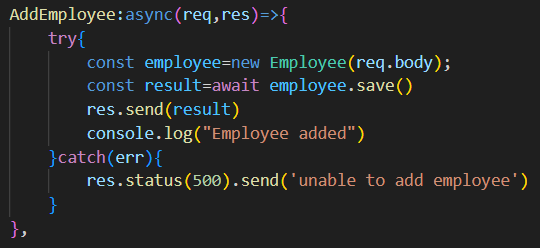 AddEmployee:async(req,res)=>{
try{
const employee=new Employee(req.body);
const result=await employee.save()
res.send(result)
console.log("Employee added")
}catch(err){
res.status(500).send('unable to add employee')
}
},